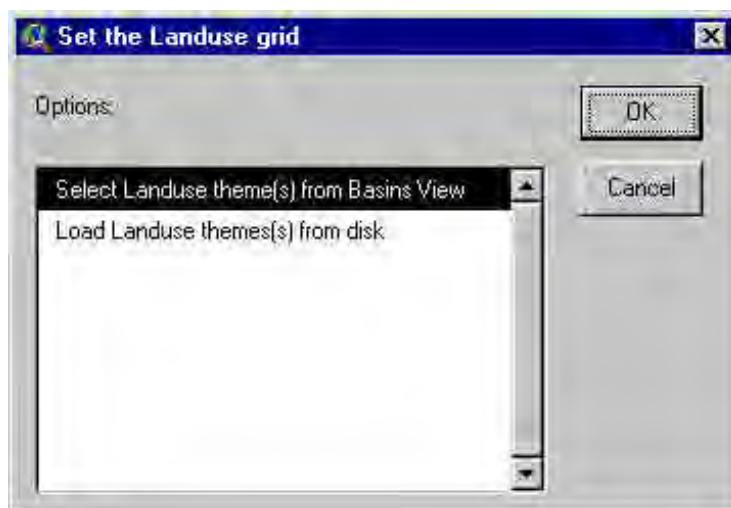 Set the Landuse grid
Options:
OK
Select Landuse theme(s) from Basins View
Cancel
Load Landuse themes(s) from disk